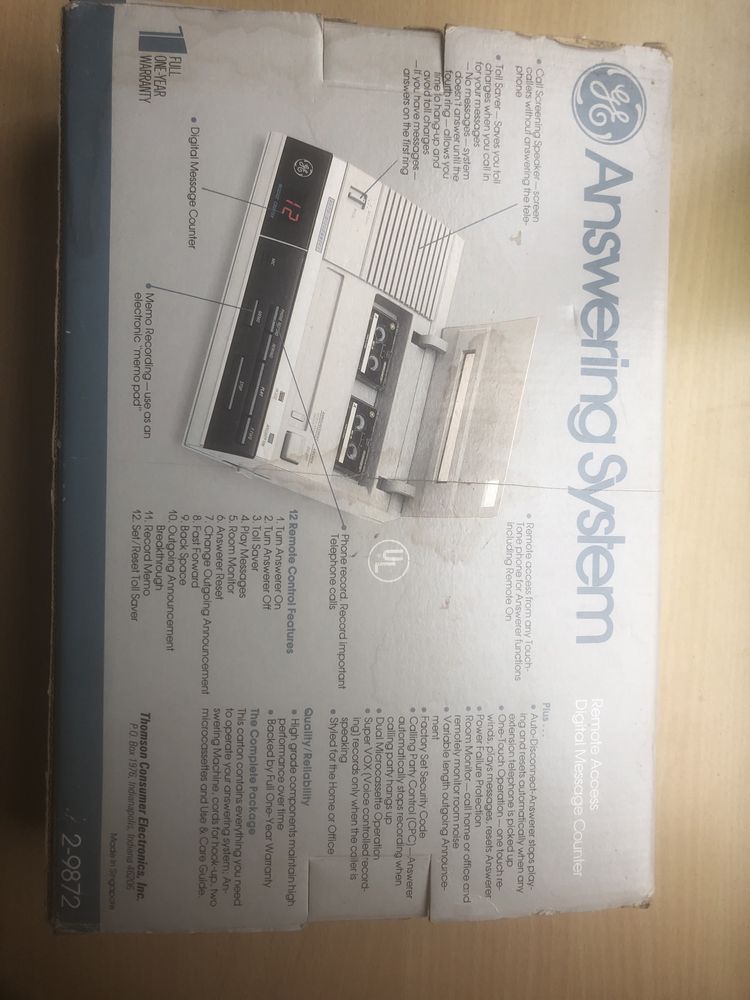 GE Answering System
Remote Access
Digital Message Counter
• Call Screening Speaker — screen
callers without answering the tele-
phone
• Toll Saver — Saves you toll
charges when you call in
for your messages
— No messages — system
doesn't answer until the
fourth ring — allows you
time to hang-up and
avoid toll charges
— If you have messages —
answers on the first ring
1 FULL
ONE-YEAR
WARRANTY
• Digital Message Counter
• Memo Recording — use as an
electronic "memo pad"
GE
12
PLAY
STOP
• Remote access from any Touch-
Tone phone for Answerer functions
including Remote On
• Phone record, Record important
Telephone calls
UL
12 Remote Control Features
1. Turn Answerer On
2. Turn Answerer Off
3. Toll Saver
4. Play Messages
5. Room Monitor
6. Answerer Reset
7. Change Outgoing Announcement
8. Fast Forward
9. Back Space
10. Outgoing Announcement
Breakthrough
11. Record Memo
12. Set/Reset Toll Saver
Plus . . .
• Auto-Disconnect-Answerer stops play-
ing and resets automatically when any
extension telephone is picked up
• One-Touch Operation – one touch re-
winds, plays messages, resets Answerer
• Power Failure Protection
• Room Monitor – call home or office and
remotely monitor room noise
• Variable length outgoing Announce-
ment
• Factory Set Security Code
• Calling Party Control (CPC) — Answerer
automatically stops recording when
calling party hangs up
• Dual Microcassette Operation
• Super VOX (Voice controlled record-
ing) records only when the caller is
speaking
• Styled for the Home or Office
Quality/Reliability
• High grade components maintain high
performance over time
• Backed by Full One-Year Warranty
The Complete Package
This carton contains everything you need
to operate your answering system, An-
swering Machine, cords for hook-up, two
microcassettes and Use & Care Guide.
Thomson Consumer Electronics, Inc.
P.O. Box 1976, Indianapolis, Indiana 46206
Made in Singapore
2-9872